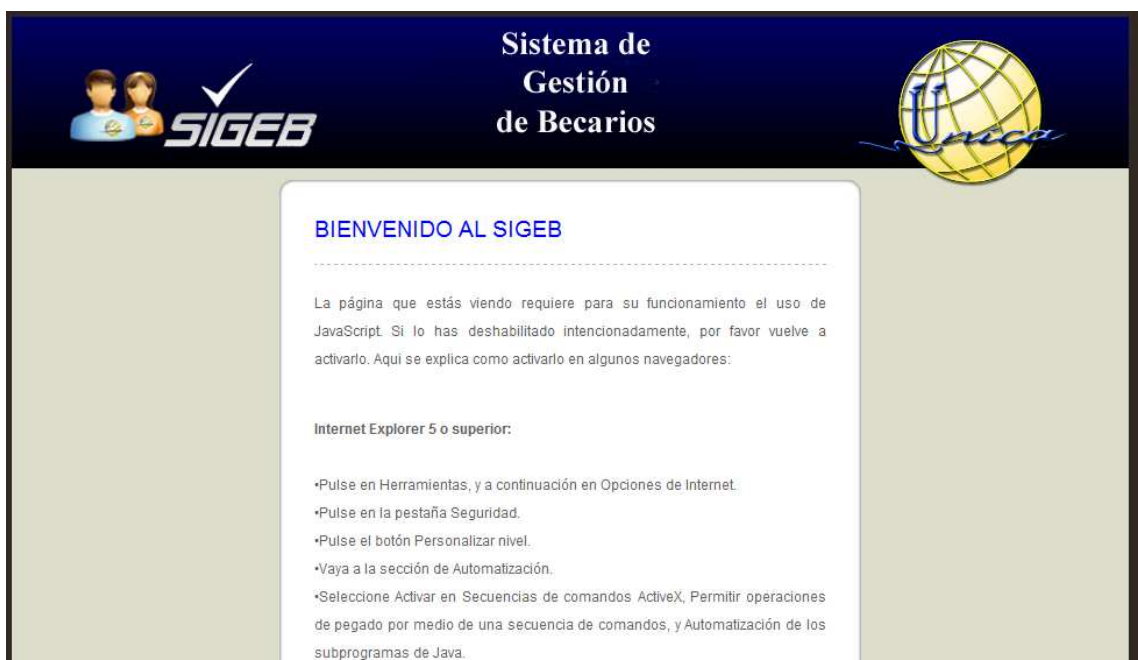 SIGEB
Sistema de
Gestión
de Becarios
Unica
BIENVENIDO AL SIGEB
La página que estás viendo requiere para su funcionamiento el uso de
JavaScript. Si lo has deshabilitado intencionadamente, por favor vuelve a
activarlo. Aqui se explica como activarlo en algunos navegadores:
Internet Explorer 5 o superior:
•Pulse en Herramientas, y a continuación en Opciones de Internet.
•Pulse en la pestaña Seguridad.
•Pulse el botón Personalizar nivel.
•Vaya a la sección de Automatización.
•Seleccione Activar en Secuencias de comandos ActiveX, Permitir operaciones
de pegado por medio de una secuencia de comandos, y Automatización de los
subprogramas de Java.